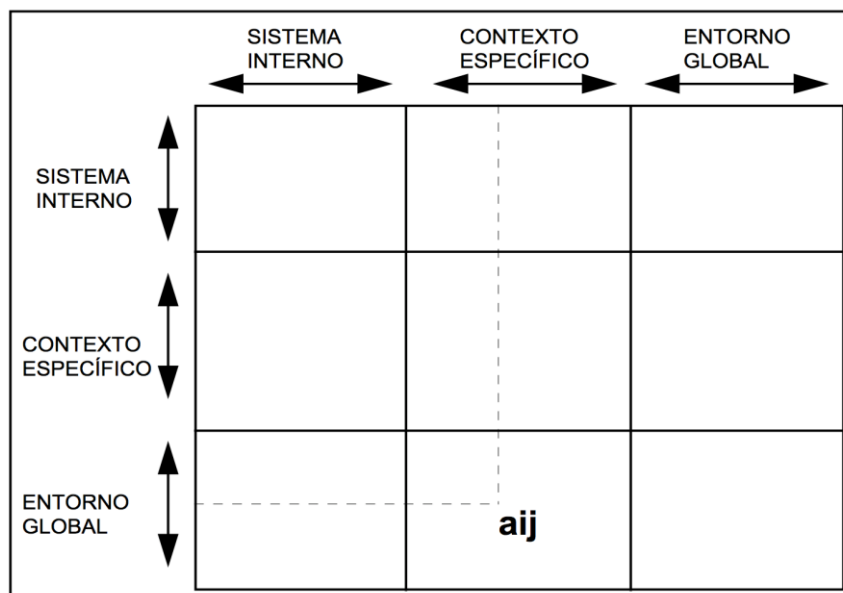 SISTEMA
INTERNO
CONTEXTO
ESPECÍFICO
ENTORNO
GLOBAL
SISTEMA
INTERNO
CONTEXTO
ESPECÍFICO
ENTORNO
GLOBAL
aij